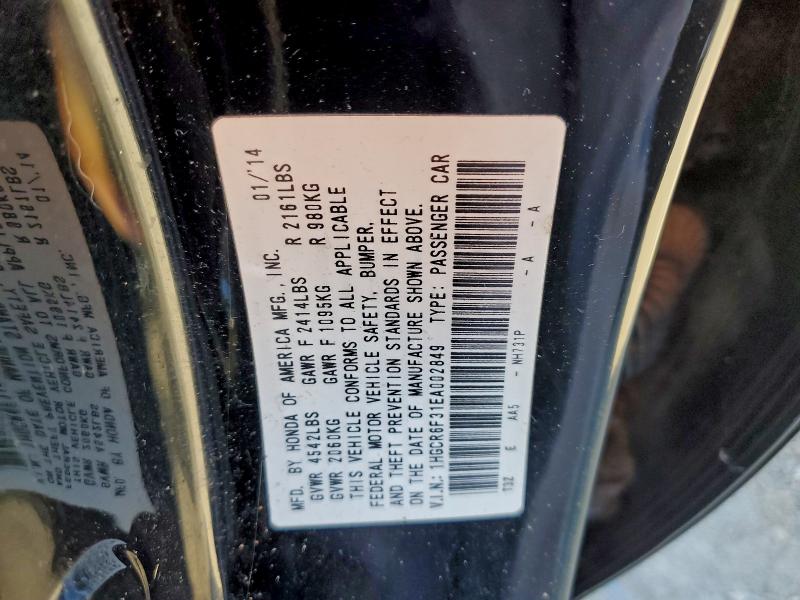 MFD. BY HONDA OF AMERICA MFG., INC. 01/'14
GVWR 4542LBS GAWR F 2414LBS R 2161LBS
GVWR 2060KG GAWR F 1095KG R 980KG
THIS VEHICLE CONFORMS TO ALL APPLICABLE
FEDERAL MOTOR VEHICLE SAFETY, BUMPER,
AND THEFT PREVENTION STANDARDS IN EFFECT
ON THE DATE OF MANUFACTURE SHOWN ABOVE.
V.I.N.: 1HGCR6F31EA002849 TYPE: PASSENGER CAR
T3Z E AA5 NH731P -A -A